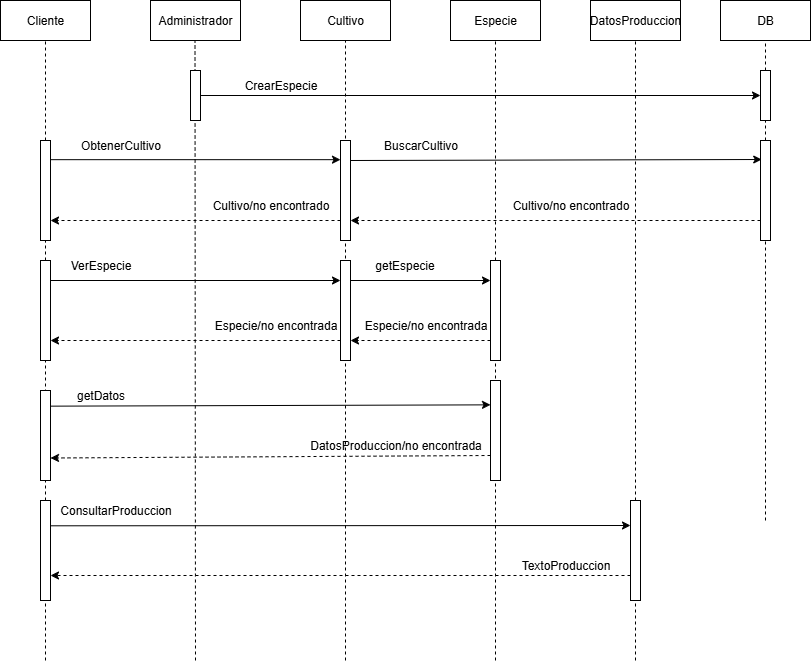 Cliente
Administrador
Cultivo
Especie
DatosProduccion
DB
CrearEspecie
ObtenerCultivo
BuscarCultivo
Cultivo/no encontrado
Cultivo/no encontrado
VerEspecie
getEspecie
Especie/no encontrada
Especie/no encontrada
getDatos
DatosProduccion/no encontrada
ConsultarProduccion
TextoProduccion